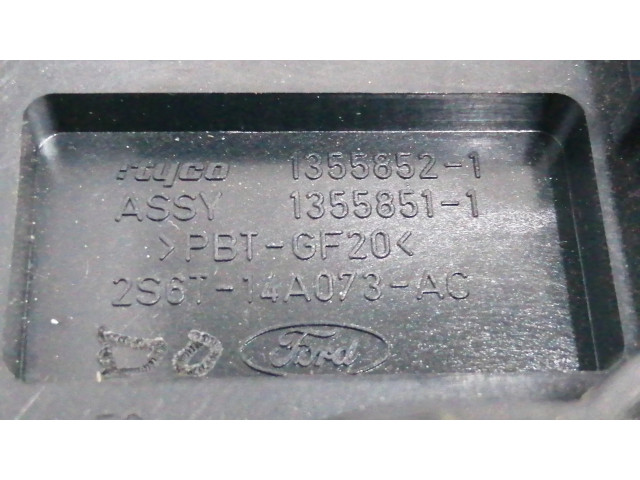 tyco 1355852-1
ASSY 1355851-1
>PBT-GF20<
2S6T-14A073-AC
Ford